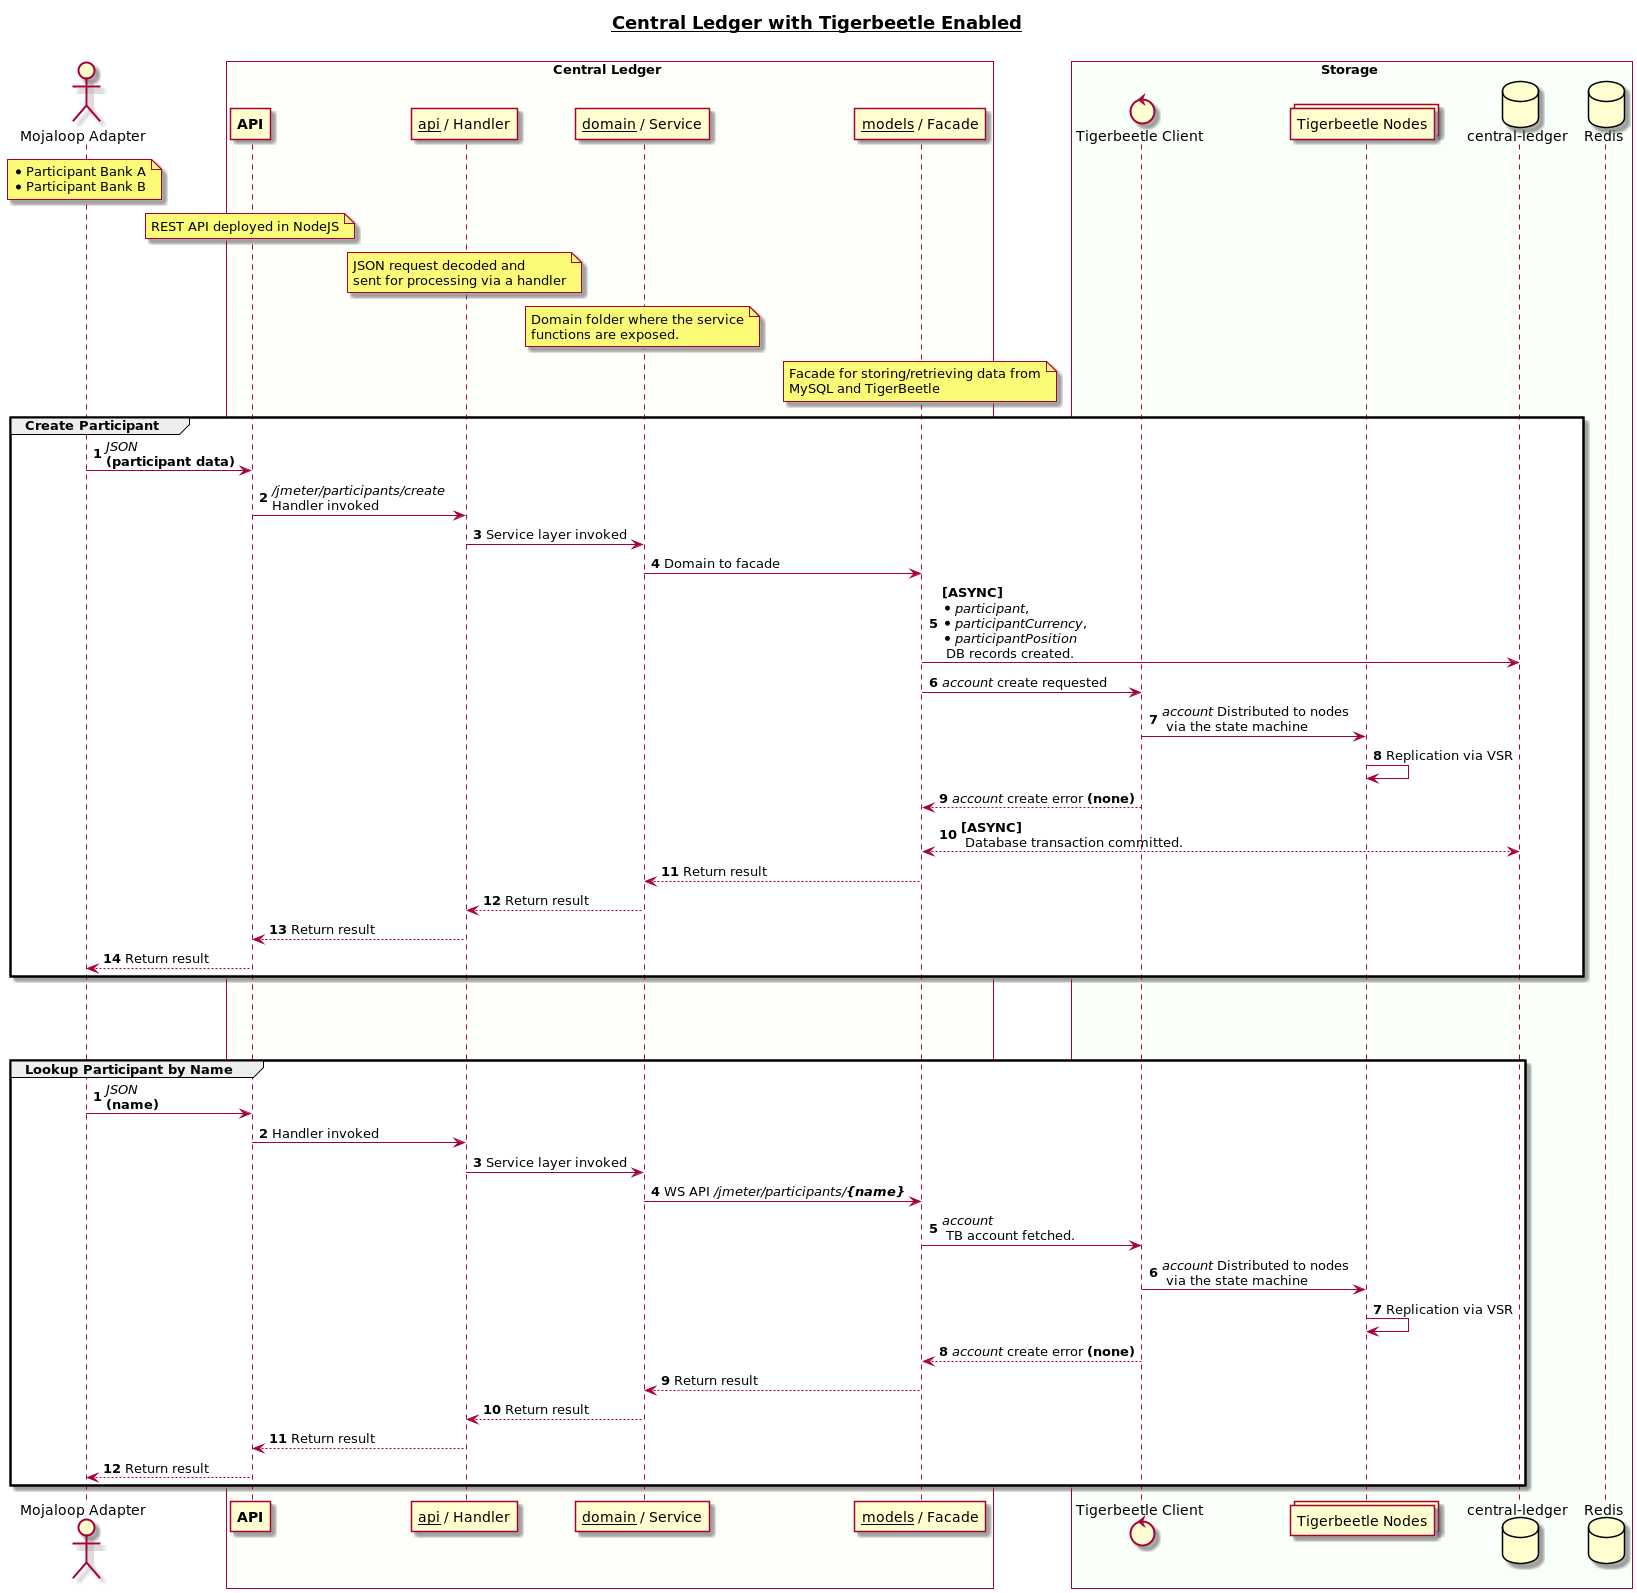 Central Ledger with Tigerbeetle Enabled
Central Ledger
Storage
Mojaloop Adapter
API
api / Handler
domain / Service
models / Facade
Tigerbeetle Client
Tigerbeetle Nodes
central-ledger
Redis
• Participant Bank A
• Participant Bank B
REST API deployed in NodeJS
JSON request decoded and
sent for processing via a handler
Domain folder where the service
functions are exposed.
Facade for storing/retrieving data from
MySQL and TigerBeetle
Create Participant
1 JSON
(participant data)
2 /jmeter/participants/create
Handler invoked
3 Service layer invoked
4 Domain to facade
[ASYNC]
• participant,
5 • participantCurrency,
• participantPosition
DB records created.
6 account create requested
7 account Distributed to nodes
via the state machine
8 Replication via VSR
9 account create error (none)
10 [ASYNC]
Database transaction committed.
11 Return result
12 Return result
13 Return result
14 Return result
Lookup Participant by Name
1 JSON
(name)
2 Handler invoked
3 Service layer invoked
4 WS API /jmeter/participants/{name}
5 account
TB account fetched.
6 account Distributed to nodes
via the state machine
7 Replication via VSR
8 account create error (none)
9 Return result
10 Return result
11 Return result
12 Return result
Mojaloop Adapter
API
api / Handler
domain / Service
models / Facade
Tigerbeetle Client
Tigerbeetle Nodes
central-ledger
Redis